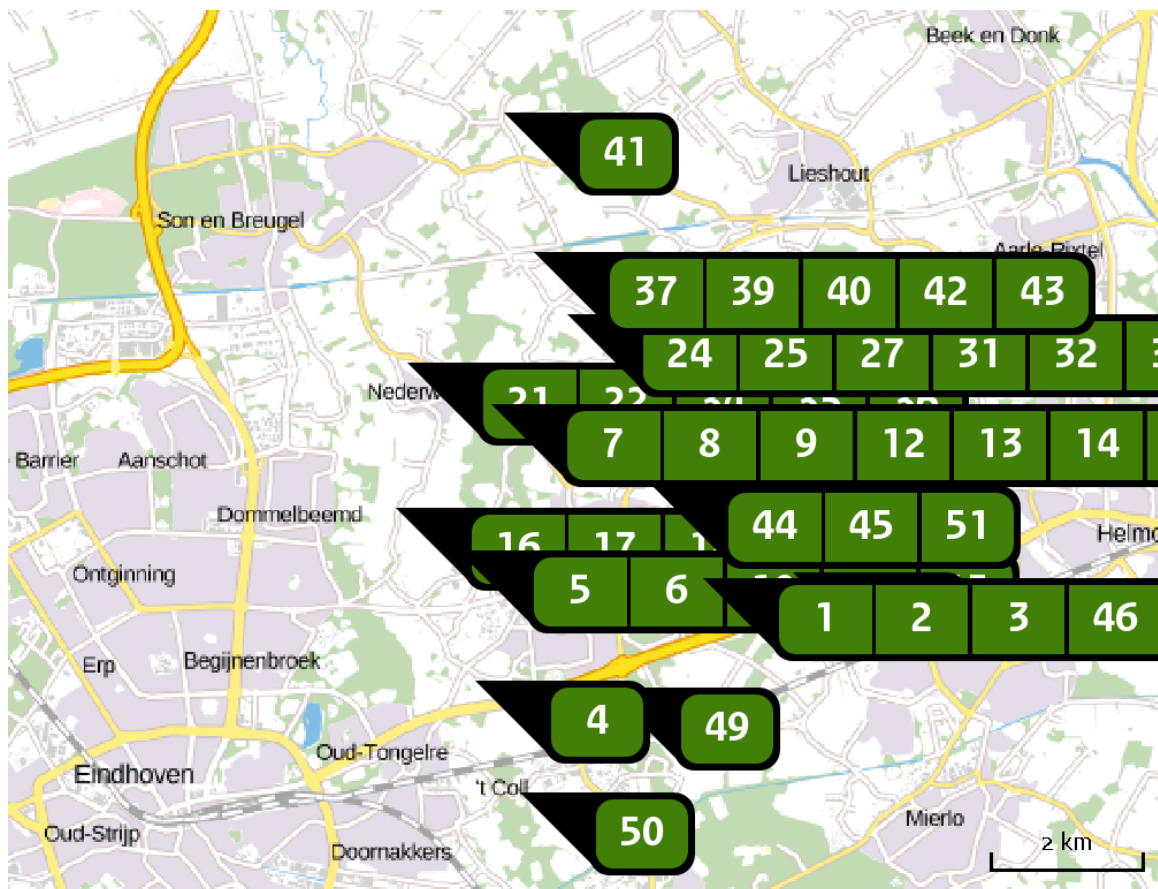 Beek en Donk
41
Lieshout
Son en Breugel
Aarle-Rixtel
37 39 40 42 43
24 25 27 31 32
21 22
7 8 9 12 13 14
Barrier
Aanschot
Dommelbeemd
44 45 51
16 17
Ontginning
5 6
1 2 3 46
Erp
Begijnenbroek
4
49
Oud-Tongelre
Eindhoven
't Coll
50
Mierlo
Oud-Strijp
Doornakkers
2 km